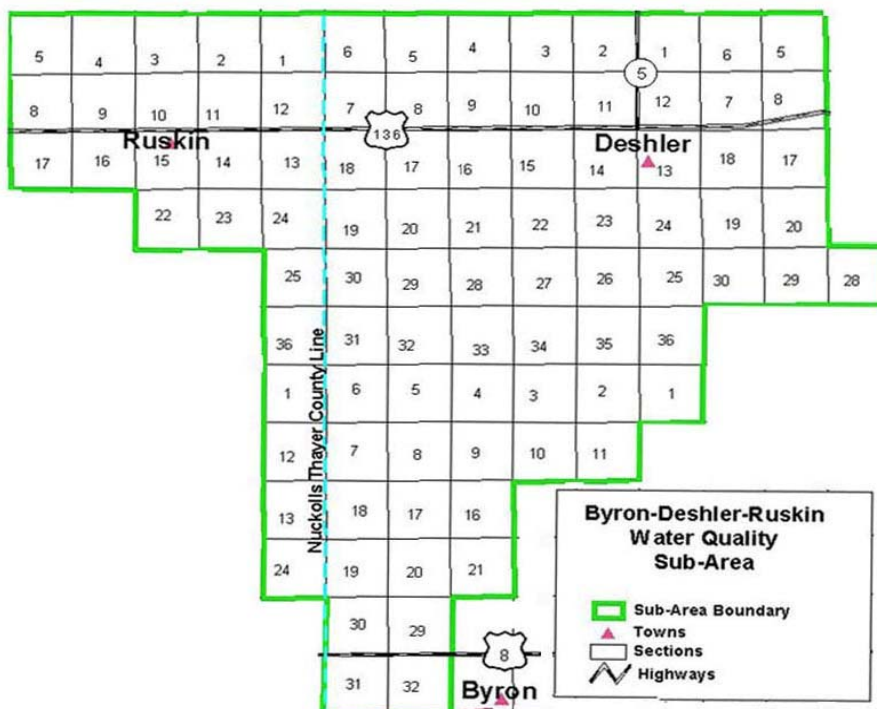 5 4 3 2 1 6 5 4 3 2 1 6 5
5
8 9 10 11 12 7 8 9 10 11 12 7 8
136
Ruskin Deshler
17 16 15 14 13 18 17 16 15 14 13 18 17
22 23 24 19 20 21 22 23 24 19 20
25 30 29 28 27 26 25 30 29 28
36 31 32 33 34 35 36
Nuckolls Thayer County Line
1 6 5 4 3 2 1
12 7 8 9 10 11
13 18 17 16
24 19 20 21
30 29
8
31 32
Byron
Byron-Deshler-Ruskin
Water Quality
Sub-Area
Sub-Area Boundary
Towns
Sections
Highways